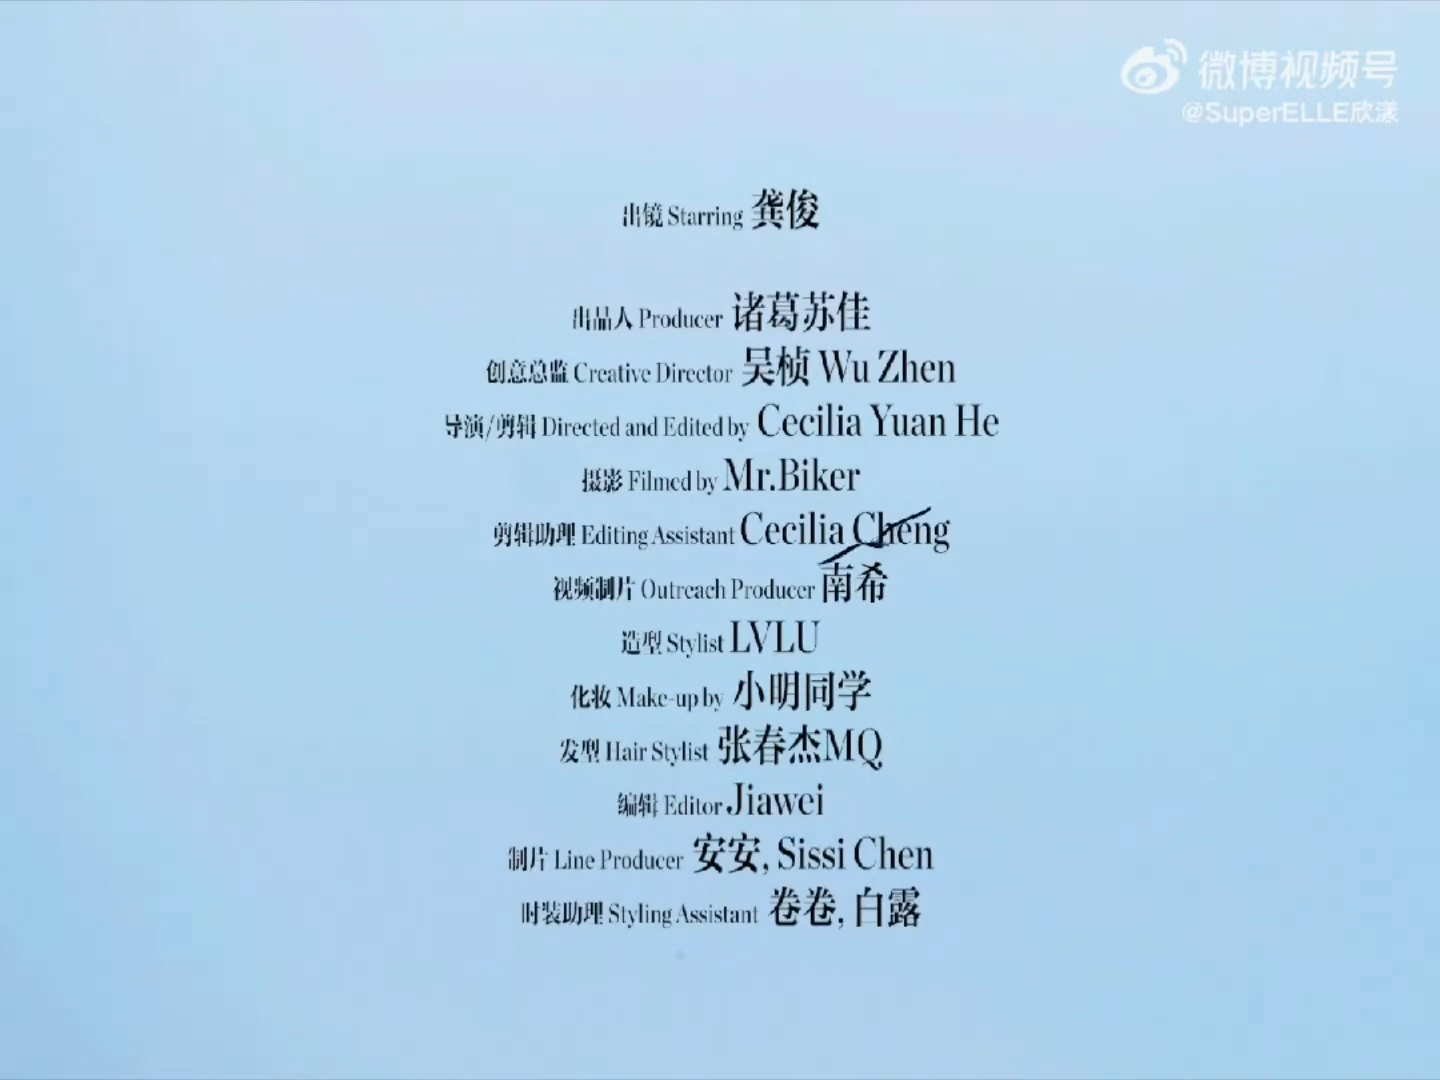 微博视频号
@SuperELLE欣漾
出镜 Starring 龚俊
出品人 Producer 诸葛苏佳
创意总监 Creative Director 吴桢 Wu Zhen
导演/剪辑 Directed and Edited by Cecilia Yuan He
摄影 Filmed by Mr.Biker
剪辑助理 Editing Assistant Cecilia Cheng
视频制片 Outreach Producer 南希
造型 Stylist LVLU
化妆 Make-up by 小明同学
发型 Hair Stylist 张春杰MQ
编辑 Editor Jiawei
制片 Line Producer 安安, Sissi Chen
时装助理 Styling Assistant 卷卷, 白露